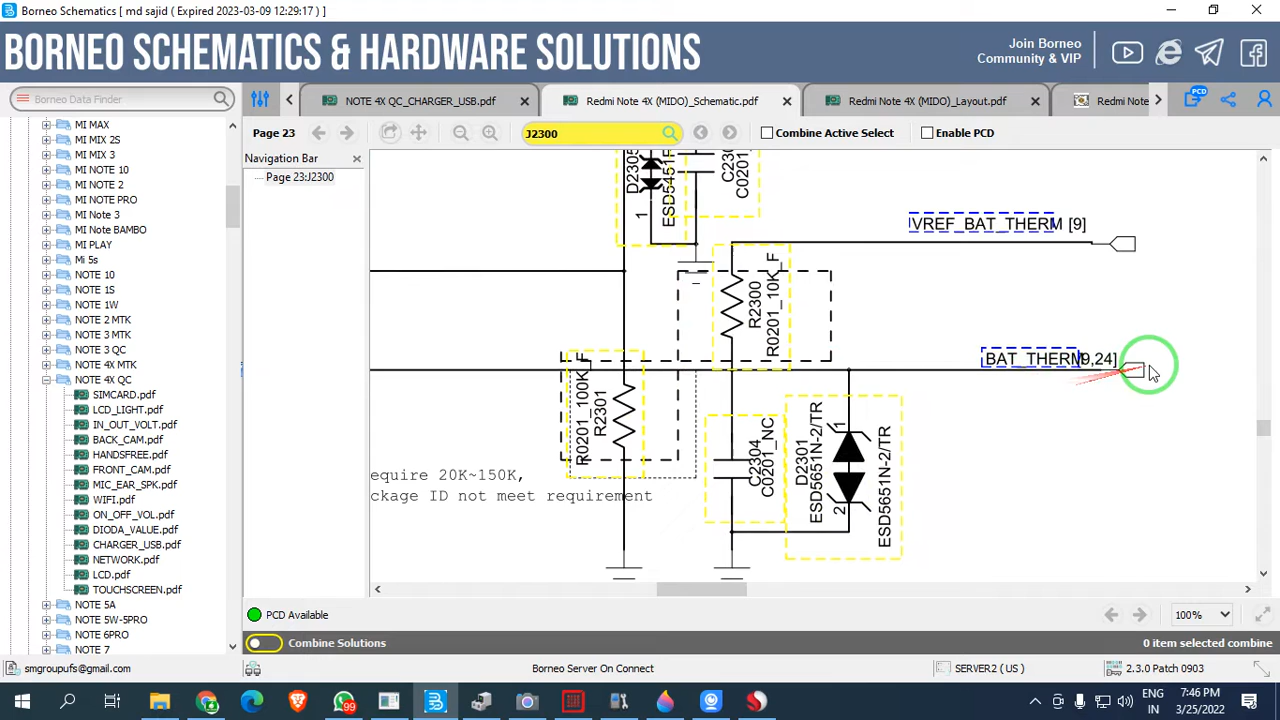 Borneo Schematics [ md sajid ( Expired 2023-03-09 12:29:17 ) ]
BORNEO SCHEMATICS & HARDWARE SOLUTIONS
Join Borneo
Community & VIP
Borneo Data Finder
NOTE 4X QC_CHARGER_USB.pdf
Redmi Note 4X (MIDO)_Schematic.pdf
Redmi Note 4X (MIDO)_Layout.pdf
Redmi Note
PCD
Page 23
J2300
Combine Active Select
Enable PCD
Navigation Bar
Page 23:J2300
MI MAX
MI MIX 2S
MI MIX 3
MI NOTE 10
MI NOTE 2
MI NOTE PRO
MI Note 3
MI Note BAMBO
MI PLAY
Mi 5s
NOTE 10
NOTE 1S
NOTE 1W
NOTE 2 MTK
NOTE 3 MTK
NOTE 3 QC
NOTE 4X MTK
NOTE 4X QC
SIMCARD.pdf
LCD_LIGHT.pdf
BACK_CAM.pdf
HANDSFREE.pdf
FRONT_CAM.pdf
MIC_EAR_SPK.pdf
WIFI.pdf
ON_OFF_VOL.pdf
DIODA_VALUE.pdf
CHARGER_USB.pdf
NETWORK.pdf
LCD.pdf
TOUCHSCREEN.pdf
NOTE 5A
NOTE 5W-5PRO
NOTE 6PRO
NOTE 7
D2305
ESD5451F
1
C0201
VREF_BAT_THERM [9]
R2300
R0201_10K_F
BAT_THERM[9,24]
R0201_100K_F
R2301
C2304
C0201_NC
D2301
ESD5651N-2/TR
1
2
ESD5651N-2/TR
equire 20K~150K,
ckage ID not meet requirement
PCD Available
100%
Combine Solutions
0 item selected combine
smgroupufs@gmail.com
Borneo Server On Connect
SERVER2 ( US )
2.3.0 Patch 0903
99
ENG
IN
7:46 PM
3/25/2022